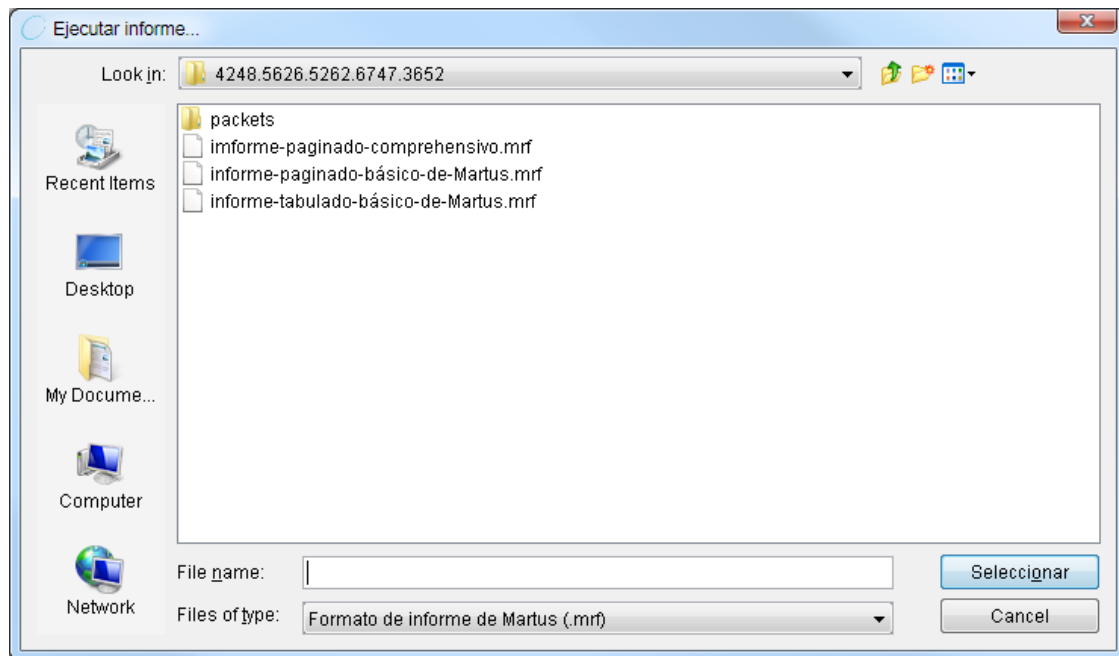 Ejecutar informe...
Look in:
4248.5626.5262.6747.3652
packets
imforme-paginado-comprehensivo.mrf
informe-paginado-básico-de-Martus.mrf
informe-tabulado-básico-de-Martus.mrf
Recent Items
Desktop
My Docume...
Computer
Network
File name:
Seleccionar
Files of type:
Formato de informe de Martus (.mrf)
Cancel